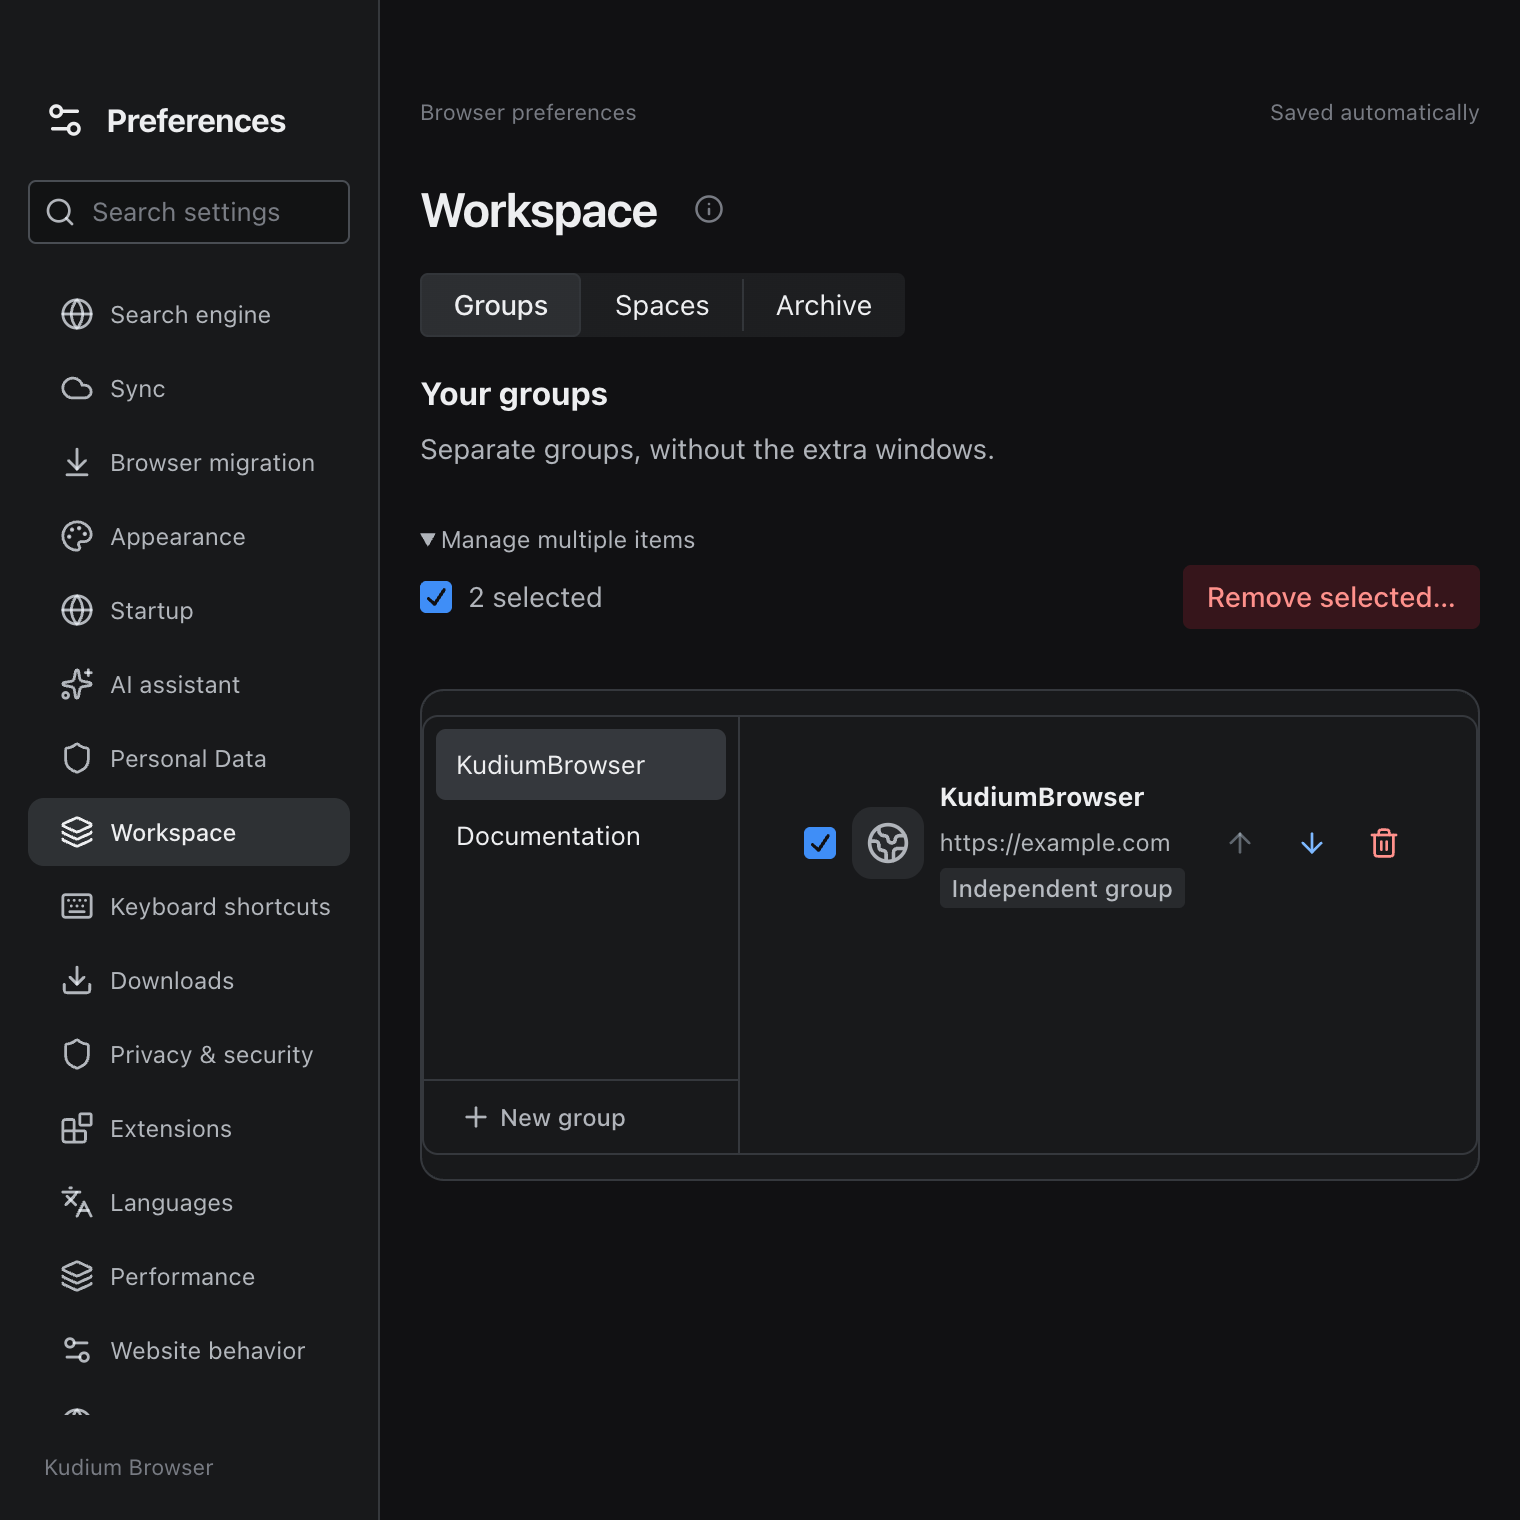 Preferences
Search settings
Search engine
Sync
Browser migration
Appearance
Startup
AI assistant
Personal Data
Workspace
Keyboard shortcuts
Downloads
Privacy & security
Extensions
Languages
Performance
Website behavior
Kudium Browser
Browser preferences
Saved automatically
Workspace
Groups
Spaces
Archive
Your groups
Separate groups, without the extra windows.
Manage multiple items
2 selected
Remove selected...
KudiumBrowser
Documentation
New group
KudiumBrowser
https://example.com
Independent group